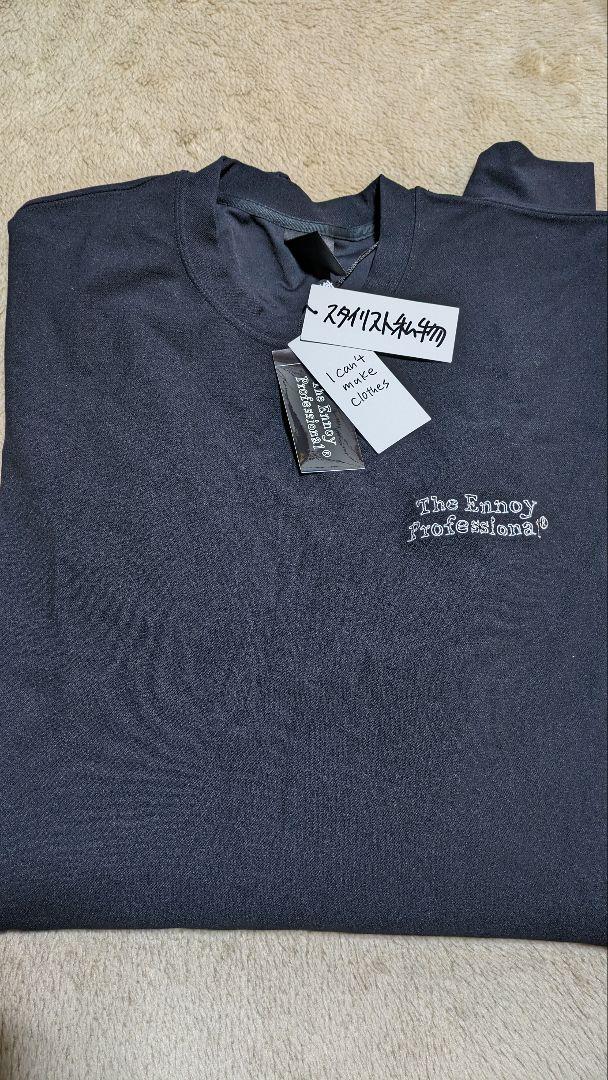 スタイリスト私物
I can't
make
clothes
The Ennoy
Professional®
The Ennoy
Professional®